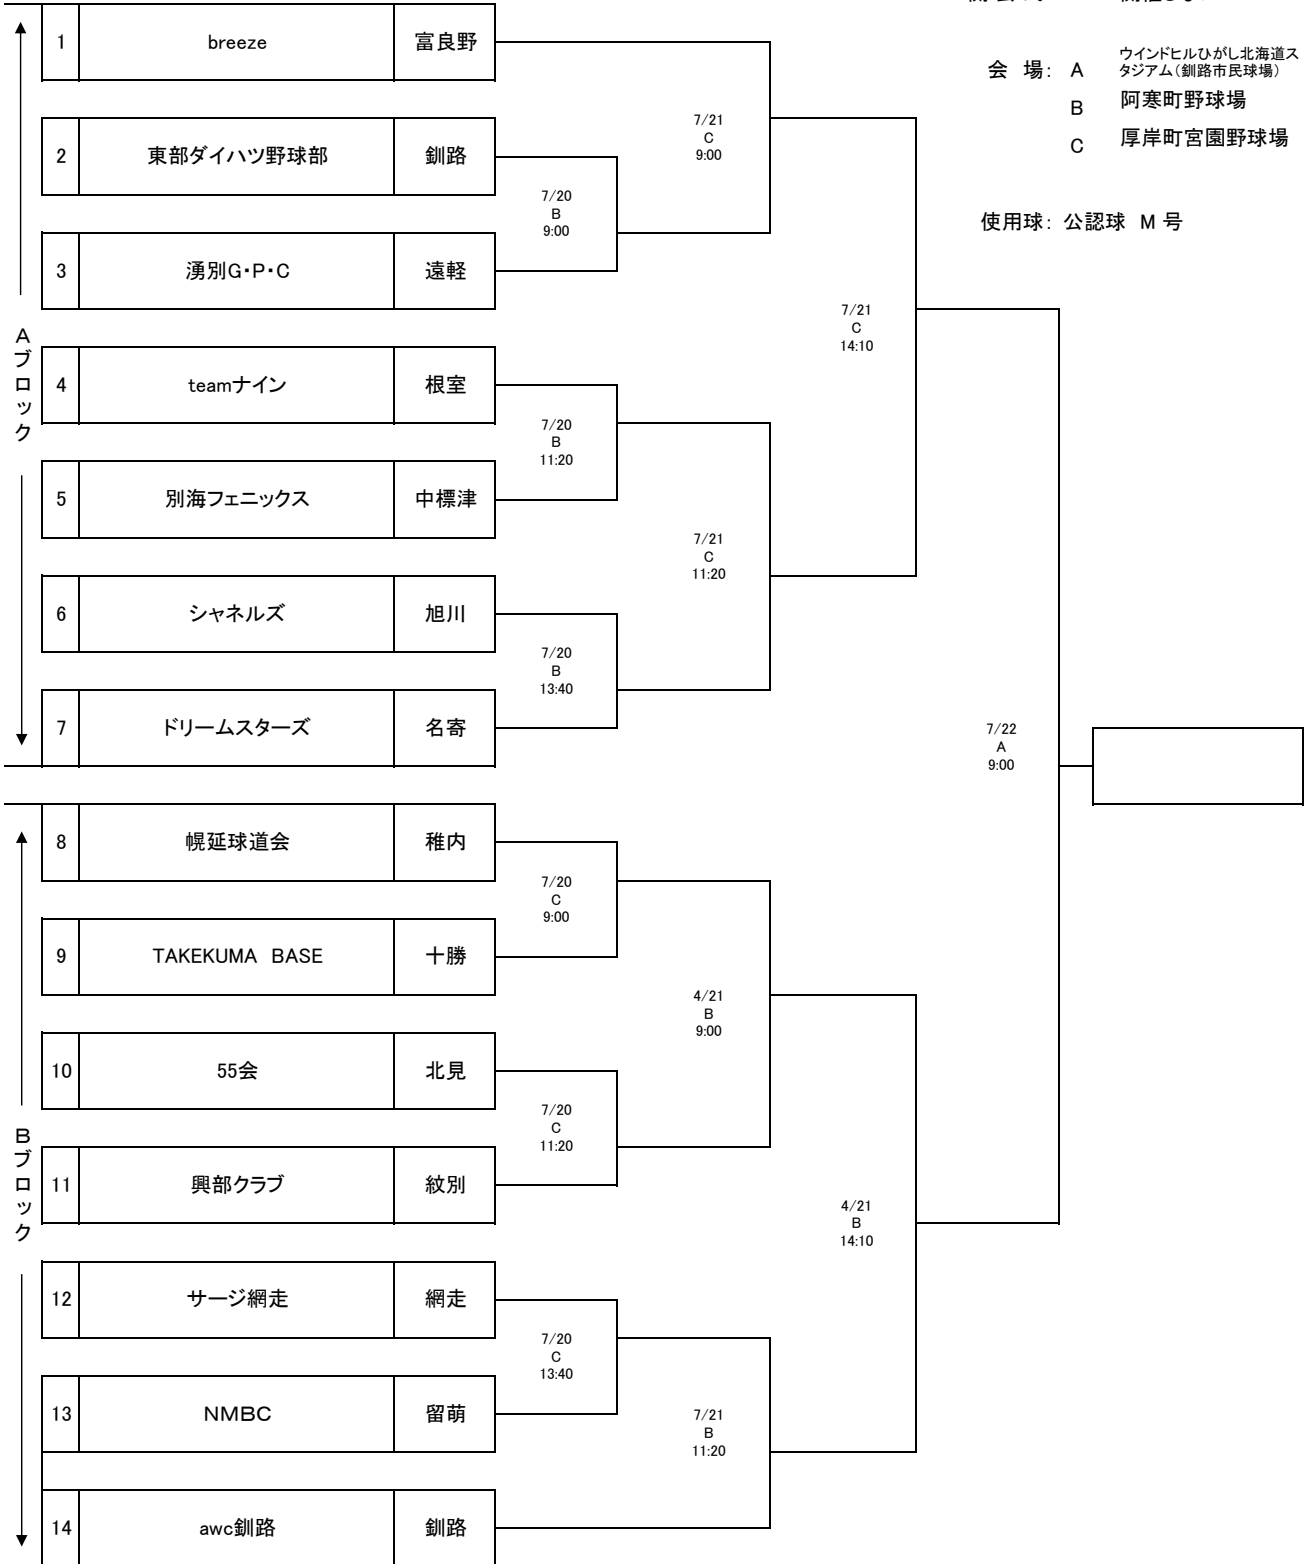 会 場: A ウインドヒルひがし北海道スタジアム(釧路市民球場)
B 阿寒町野球場
C 厚岸町宮園野球場
使用球: 公認球 M 号
Aブロック
1 breeze 富良野
2 東部ダイハツ野球部 釧路
3 湧別G・P・C 遠軽
4 teamナイン 根室
5 別海フェニックス 中標津
6 シャネルズ 旭川
7 ドリームスターズ 名寄
7/20
B
9:00
7/20
B
11:20
7/20
B
13:40
7/21
C
9:00
7/21
C
11:20
7/21
C
14:10
Bブロック
8 幌延球道会 稚内
9 TAKEKUMA BASE 十勝
10 55会 北見
11 興部クラブ 紋別
12 サージ網走 網走
13 NMBC 留萌
14 awc釧路 釧路
7/20
C
9:00
7/20
C
11:20
7/20
C
13:40
4/21
B
9:00
7/21
B
11:20
4/21
B
14:10
7/22
A
9:00